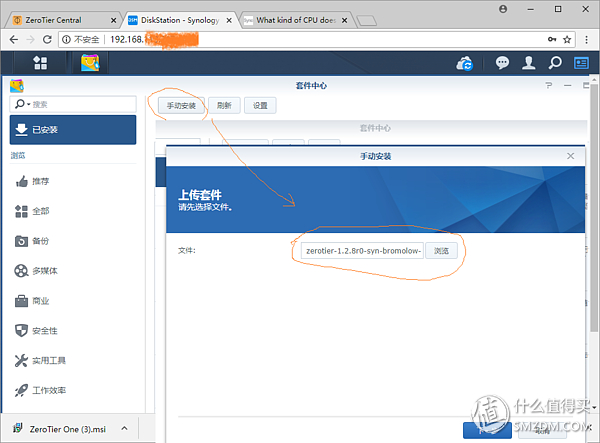 ZeroTier Central
DiskStation - Synology
What kind of CPU does
不安全 192.168.
套件中心
搜索
手动安装 刷新 设置
已安装
套件中心
浏览
手动安装
推荐
上传套件
请先选择文件。
全部
备份
文件: zerotier-1.2.8r0-syn-bromolow- 浏览
多媒体
商业
安全性
实用工具
工作效率
ZeroTier One (3).msi
取消
值 什么值得买
SMZDM.COM